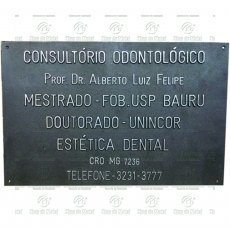 CONSULTÓRIO ODONTOLÓGICO
PROF. DR. ALBERTO LUIZ FELIPE
MESTRADO - FOB. USP BAURU
DOUTORADO - UNINCOR
ESTÉTICA DENTAL
CRO MG 7236
TELEFONE - 3231-3777